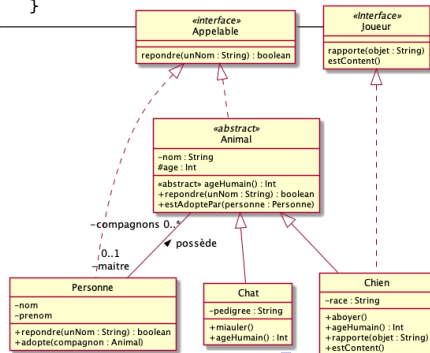 }
«interface»
Appelable
repondre(unNom : String) : boolean
«Interface»
Joueur
rapporte(objet : String)
estContent()
«abstract»
Animal
-nom : String
#age : Int
«abstract» ageHumain() : Int
+repondre(unNom : String) : boolean
+estAdoptePar(personne : Personne)
-compagnons 0..*
possède
0..1
-maitre
Personne
-nom
-prenom
+repondre(unNom : String) : boolean
+adopte(compagnon : Animal)
Chat
-pedigree : String
+miauler()
+ageHumain() : Int
Chien
-race : String
+aboyer()
+ageHumain() : Int
+rapporte(objet : String)
+estContent()